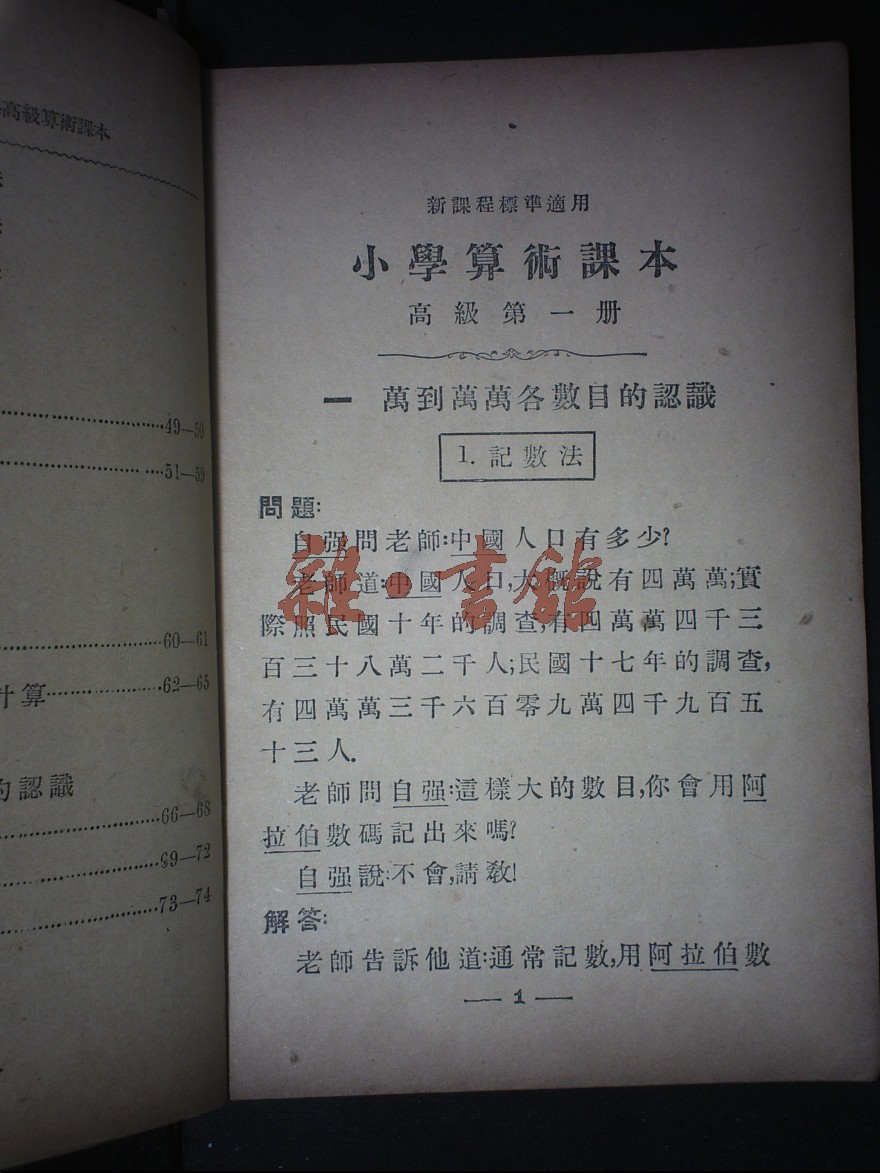 高級算術課本
49—50
51—59
60—61
計算 62—65
的認識
66—68
69—72
73—74
新課程標準適用
小學算術課本
高級第一册
一 萬到萬萬各數目的認識
1. 記數法
問題:
自强問老師:中國人口有多少?
老師道:中國人口,大概說有四萬萬;實
際照民國十年的調查,有四萬萬四千三
百三十八萬二千人;民國十七年的調查,
有四萬萬三千六百零九萬四千九百五
十三人.
老師問自强:這樣大的數目,你會用阿
拉伯數碼記出來嗎?
自强說:不會,請敎!
解答:
老師告訴他道:通常記數,用阿拉伯數
— 1 —
雜·書館